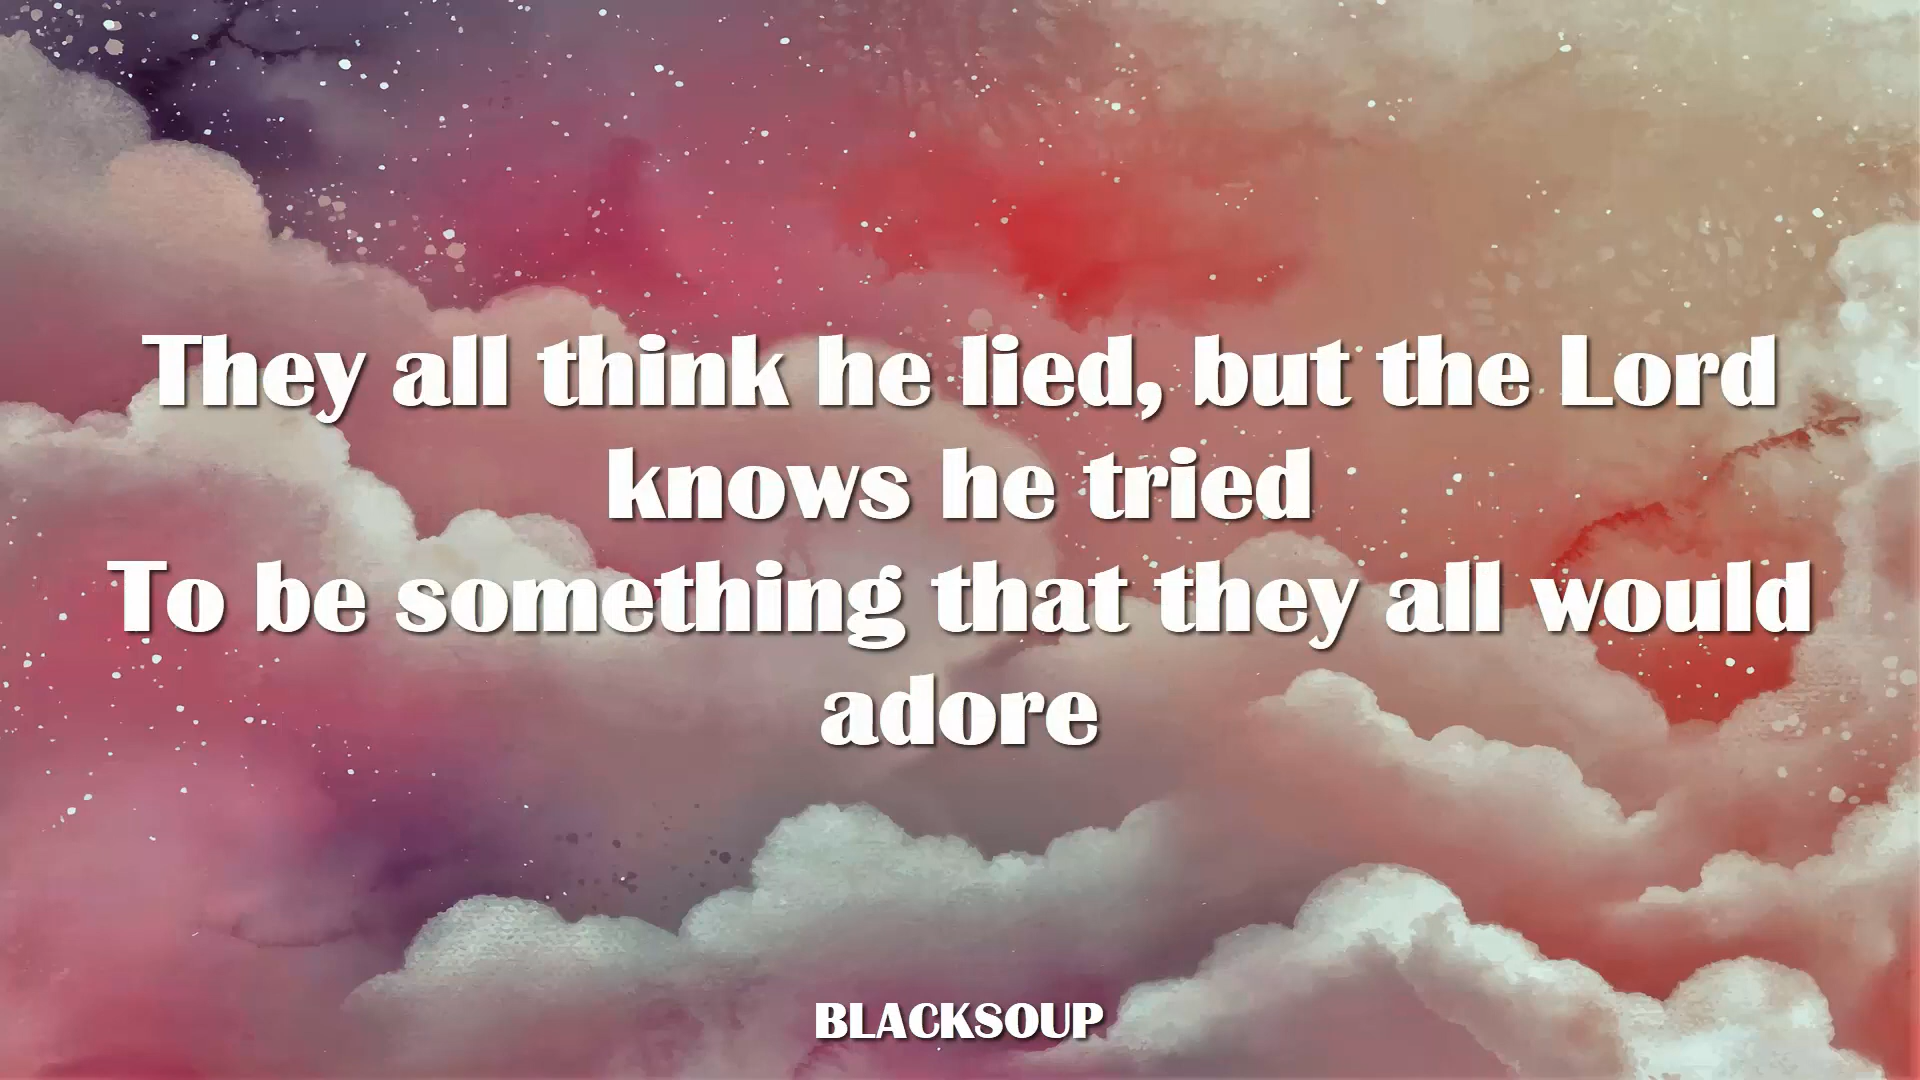 They all think he lied, but the Lord
knows he tried
To be something that they all would
adore
BLACKSOUP